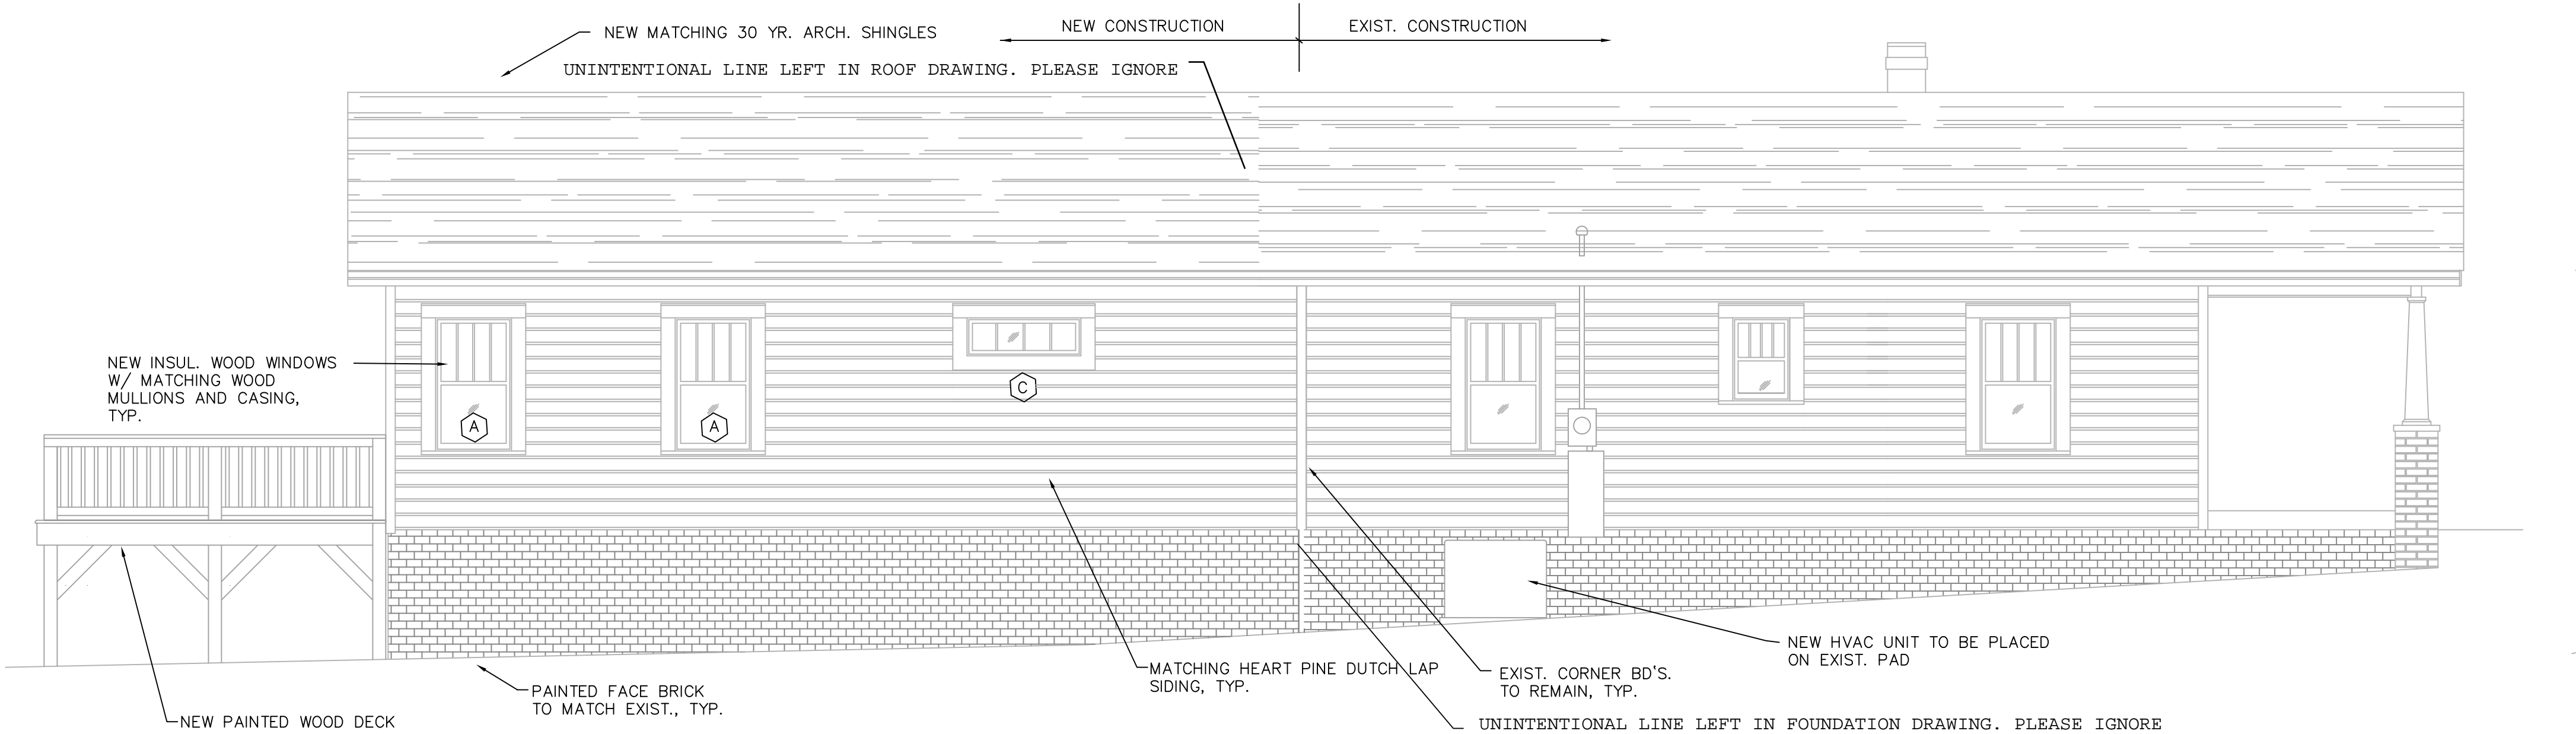 NEW CONSTRUCTION
EXIST. CONSTRUCTION
NEW MATCHING 30 YR. ARCH. SHINGLES
UNINTENTIONAL LINE LEFT IN ROOF DRAWING. PLEASE IGNORE
NEW INSUL. WOOD WINDOWS
W/ MATCHING WOOD
MULLIONS AND CASING,
TYP.
A
A
C
NEW HVAC UNIT TO BE PLACED
ON EXIST. PAD
MATCHING HEART PINE DUTCH LAP
SIDING, TYP.
EXIST. CORNER BD'S.
TO REMAIN, TYP.
PAINTED FACE BRICK
TO MATCH EXIST., TYP.
NEW PAINTED WOOD DECK
UNINTENTIONAL LINE LEFT IN FOUNDATION DRAWING. PLEASE IGNORE